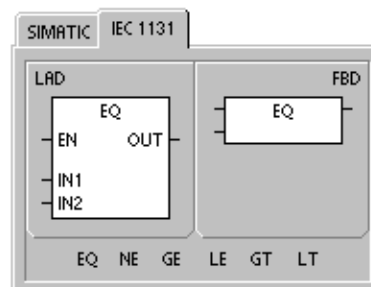 SIMATIC IEC 1131
LAD FBD
EQ EQ
EN OUT
IN1
IN2
EQ NE GE LE GT LT